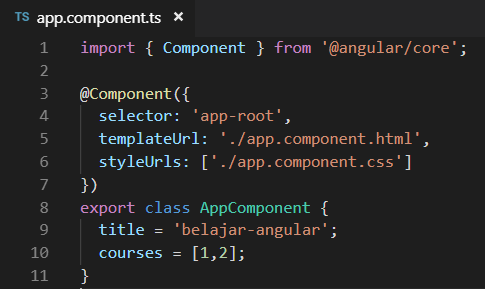 TS app.component.ts ×
1 import { Component } from '@angular/core';
2
3 @Component({
4   selector: 'app-root',
5   templateUrl: './app.component.html',
6   styleUrls: ['./app.component.css']
7 })
8 export class AppComponent {
9   title = 'belajar-angular';
10   courses = [1,2];
11 }